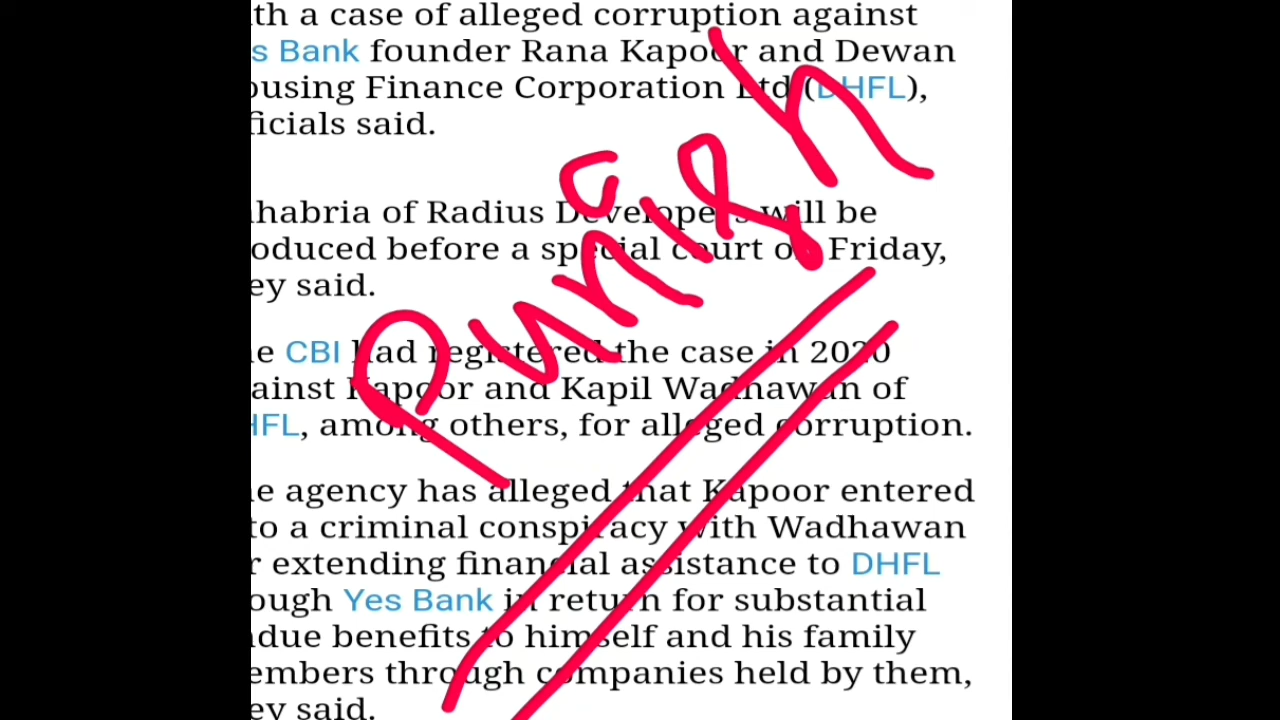 th a case of alleged corruption against
s Bank founder Rana Kapoor and Dewan
ousing Finance Corporation Ltd (DHFL),
ficials said.
habria of Radius Developers will be
oduced before a special court on Friday,
ey said.
e CBI had registered the case in 2020
ainst Kapoor and Kapil Wadhawan of
HFL, among others, for alleged corruption.
e agency has alleged that Kapoor entered
to a criminal conspiracy with Wadhawan
r extending financial assistance to DHFL
ough Yes Bank in return for substantial
due benefits to himself and his family
embers through companies held by them,
ey said.
Punish